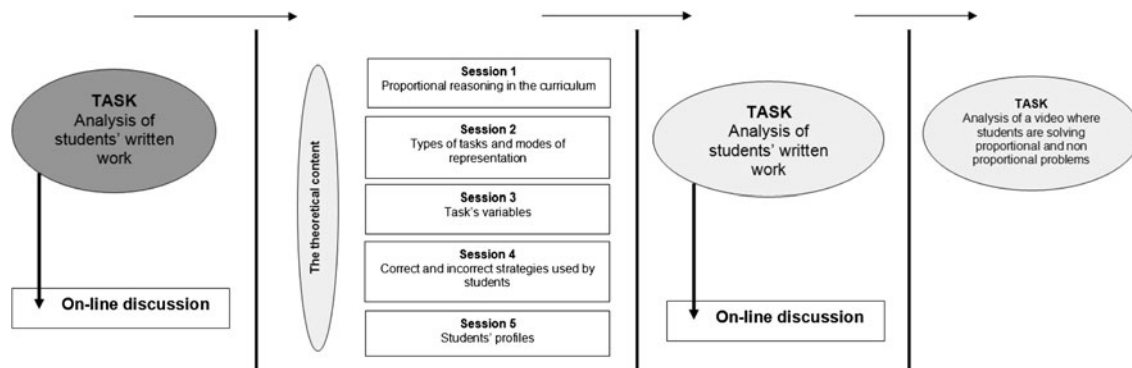 TASK
Analysis of
students' written
work
On-line discussion
The theoretical content
Session 1
Proportional reasoning in the curriculum
Session 2
Types of tasks and modes of
representation
Session 3
Task's variables
Session 4
Correct and incorrect strategies used by
students
Session 5
Students' profiles
TASK
Analysis of
students' written
work
On-line discussion
TASK
Analysis of a video where
students are solving
proportional and non
proportional problems